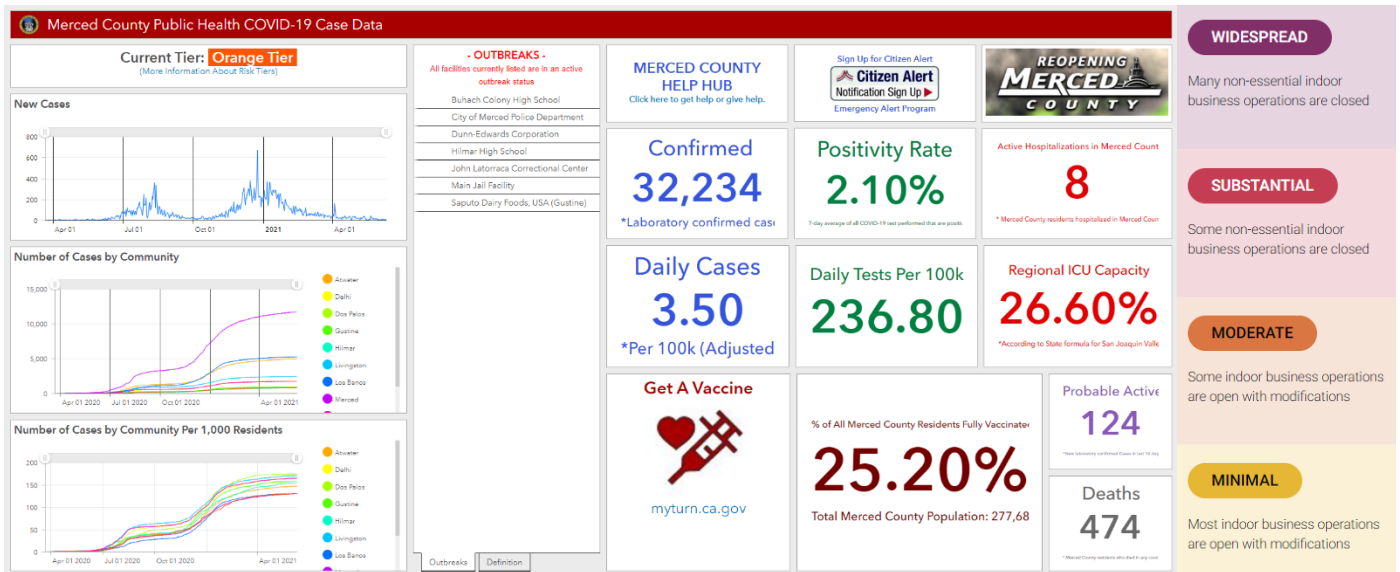 Merced County Public Health COVID-19 Case Data
Current Tier: Orange Tier
(More Information About Risk Tiers)
New Cases
800
600
400
200
0
Apr 01
Jul 01
Oct 01
2021
Apr 01
Number of Cases by Community
15,000
10,000
5,000
0
Apr 01 2020
Jul 01 2020
Oct 01 2020
Apr 01 2021
Atwater
Delhi
Dos Palos
Gustine
Hilmar
Livingston
Los Banos
Merced
Number of Cases by Community Per 1,000 Residents
200
150
100
50
0
Apr 01 2020
Jul 01 2020
Oct 01 2020
Apr 01 2021
Atwater
Delhi
Dos Palos
Gustine
Hilmar
Livingston
Los Banos
- OUTBREAKS -
All facilities currently listed are in an active
outbreak status
Buhach Colony High School
City of Merced Police Department
Dunn-Edwards Corporation
Hilmar High School
John Latorraca Correctional Center
Main Jail Facility
Saputo Dairy Foods, USA (Gustine)
Outbreaks
Definition
MERCED COUNTY
HELP HUB
Click here to get help or give help.
Sign Up for Citizen Alert
Citizen Alert
Notification Sign Up
Emergency Alert Program
REOPENING
MERCED
COUNTY
Confirmed
32,234
*Laboratory confirmed case
Positivity Rate
2.10%
7-day average of all COVID-19 test performed that are positi
Active Hospitalizations in Merced Count
8
* Merced County residents hospitalized in Merced Coun
Daily Cases
3.50
*Per 100k (Adjusted
Daily Tests Per 100k
236.80
Regional ICU Capacity
26.60%
*According to State formula for San Joaquin Valle
Get A Vaccine
myturn.ca.gov
% of All Merced County Residents Fully Vaccinate
25.20%
Total Merced County Population: 277,68
Probable Active
124
Deaths
474
WIDESPREAD
Many non-essential indoor
business operations are closed
SUBSTANTIAL
Some non-essential indoor
business operations are closed
MODERATE
Some indoor business operations
are open with modifications
MINIMAL
Most indoor business operations
are open with modifications